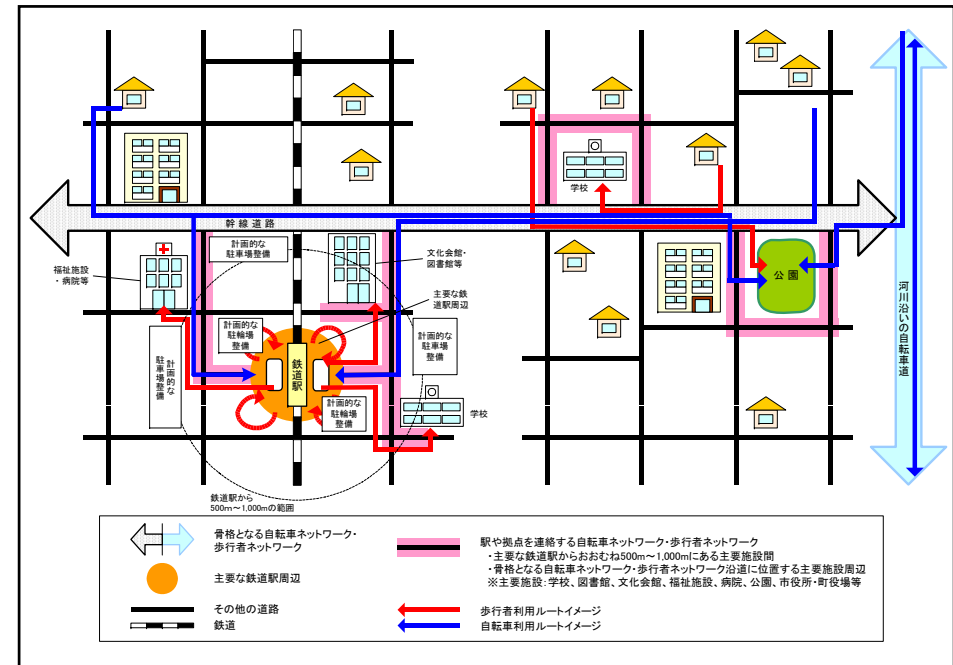 学校
幹線道路
計画的な
駐車場整備
文化会館・
図書館等
福祉施設
・病院等
公園
主要な鉄
道駅周辺
計画的な
駐輪場
整備
計画的な
駐車場
整備
計画的な
駐車場整備
鉄道駅
計画的な
駐輪場
整備
学校
河川沿いの自転車道
鉄道駅から
500m~1,000mの範囲
骨格となる自転車ネットワーク・
歩行者ネットワーク
主要な鉄道駅周辺
その他の道路
鉄道
駅や拠点を連絡する自転車ネットワーク・歩行者ネットワーク
・主要な鉄道駅からおおむね500m~1,000mにある主要施設間
・骨格となる自転車ネットワーク・歩行者ネットワーク沿道に位置する主要施設周辺
※主要施設:学校、図書館、文化会館、福祉施設、病院、公園、市役所・町役場等
歩行者利用ルートイメージ
自転車利用ルートイメージ